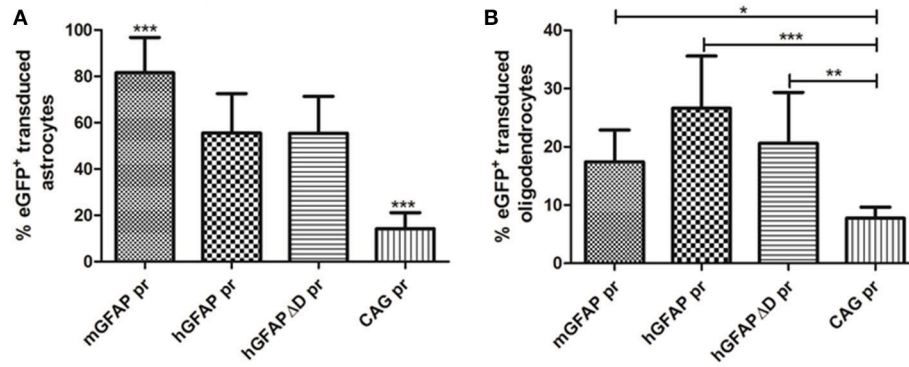 A
% eGFP⁺ transduced
astrocytes
100
80
60
40
20
0
***
***
mGFAP pr
hGFAP pr
hGFAPΔD pr
CAG pr
B
% eGFP⁺ transduced
oligodendrocytes
40
30
20
10
0
*
***
**
mGFAP pr
hGFAP pr
hGFAPΔD pr
CAG pr